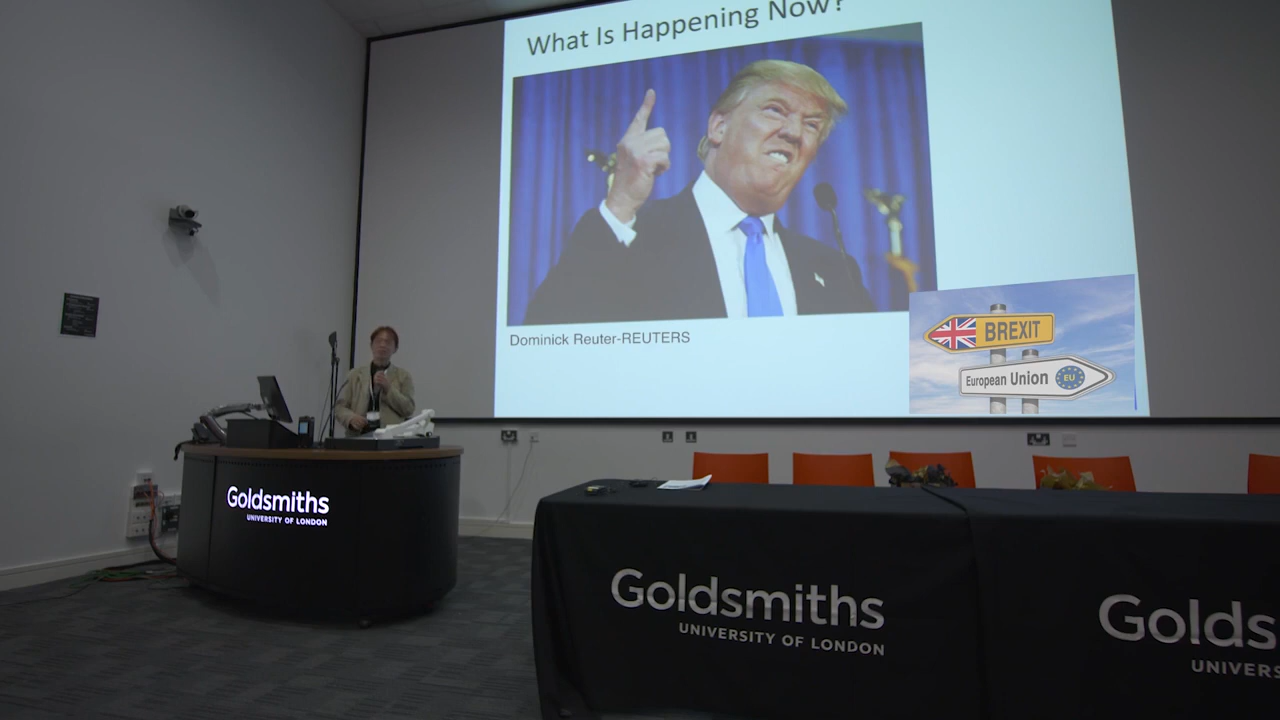 What Is Happening Now?
Dominick Reuter-REUTERS
BREXIT
European Union
EU
Goldsmiths
UNIVERSITY OF LONDON
Goldsmiths
UNIVERSITY OF LONDON
Golds
UNIVERS